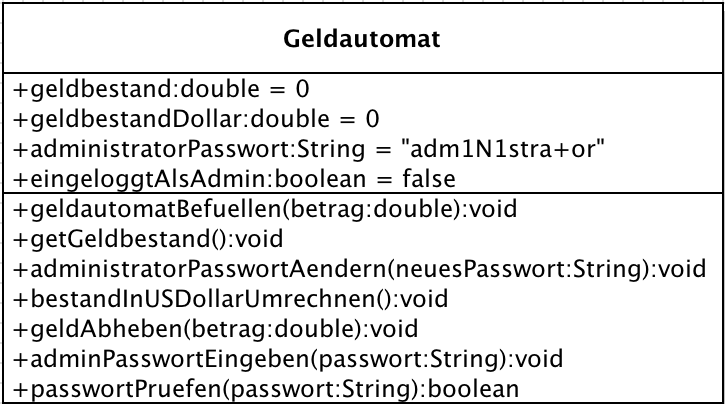 Geldautomat
+geldbestand:double = 0
+geldbestandDollar:double = 0
+administratorPasswort:String = "adm1N1stra+or"
+eingeloggtAlsAdmin:boolean = false
+geldautomatBefuellen(betrag:double):void
+getGeldbestand():void
+administratorPasswortAendern(neuesPasswort:String):void
+bestandInUSDollarUmrechnen():void
+geldAbheben(betrag:double):void
+adminPasswortEingeben(passwort:String):void
+passwortPruefen(passwort:String):boolean